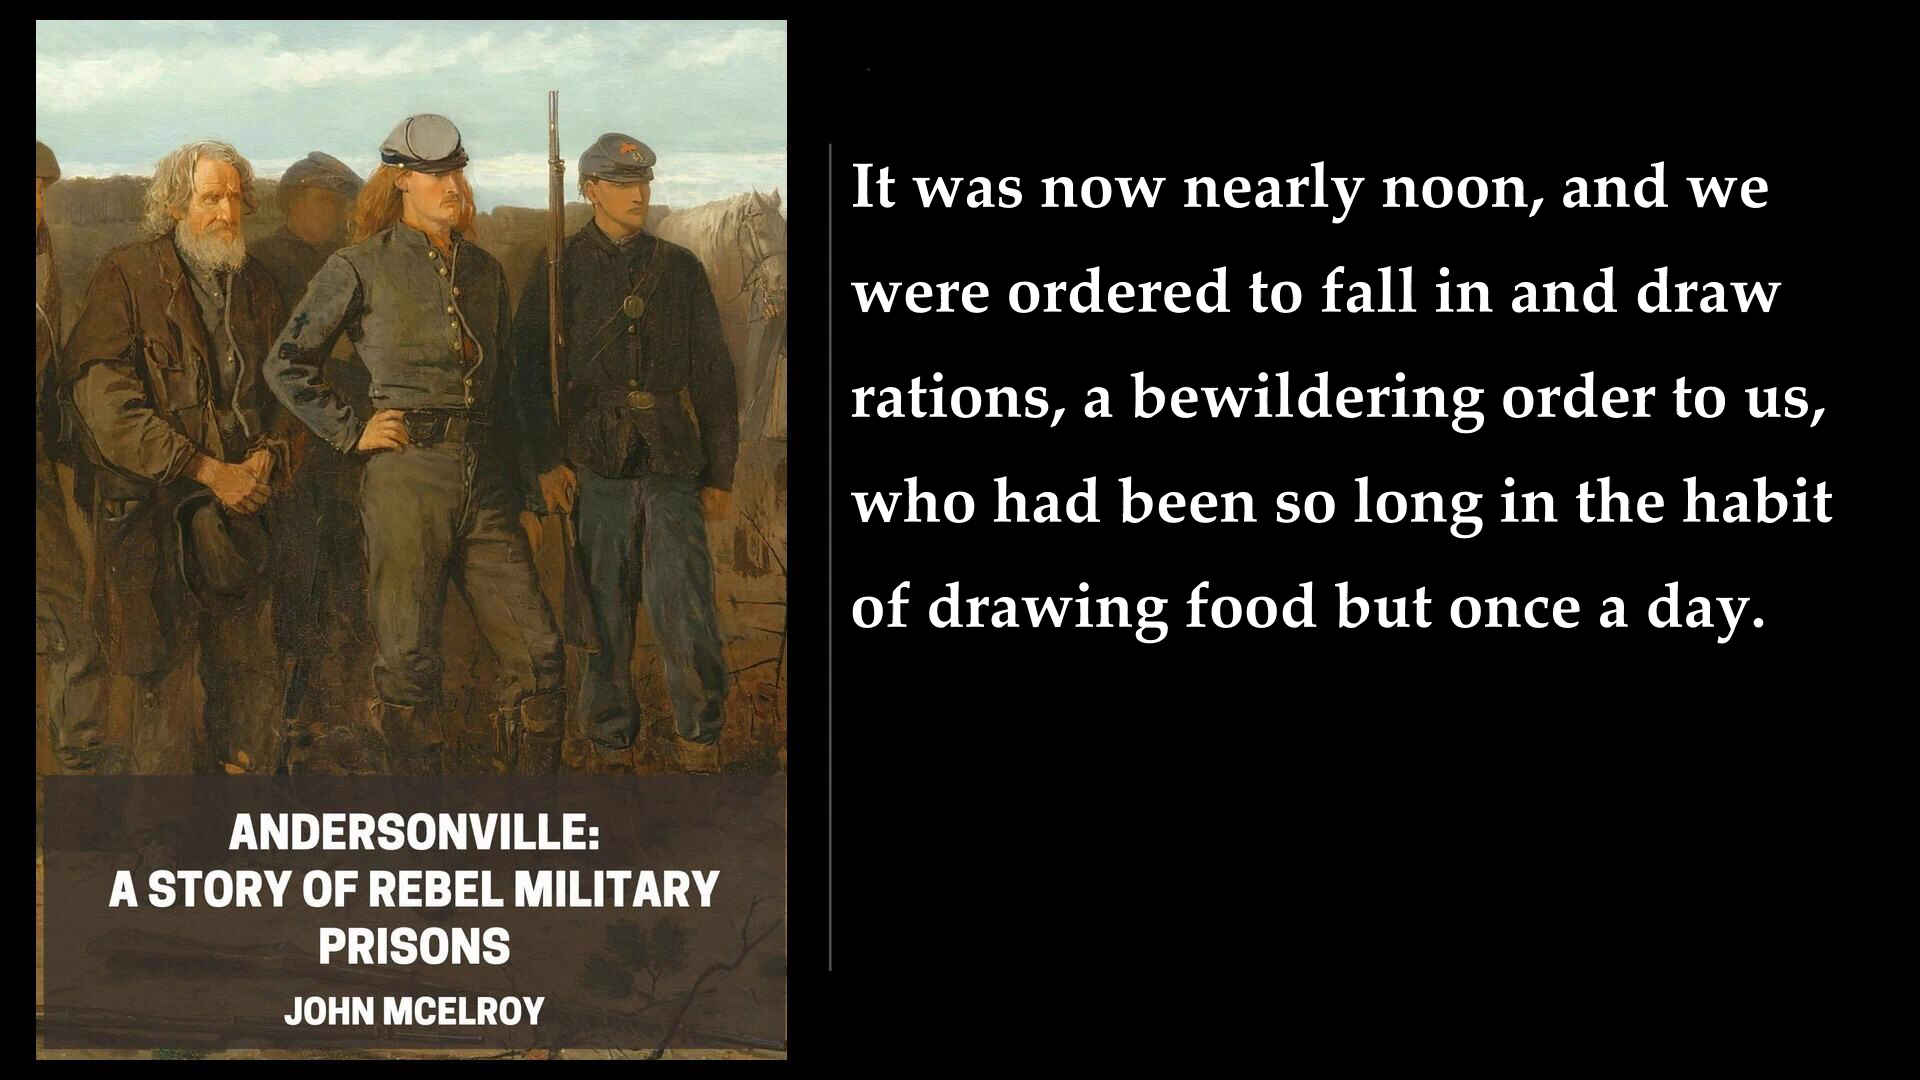 It was now nearly noon, and we
were ordered to fall in and draw
rations, a bewildering order to us,
who had been so long in the habit
of drawing food but once a day.
ANDERSONVILLE:
A STORY OF REBEL MILITARY
PRISONS
JOHN MCELROY